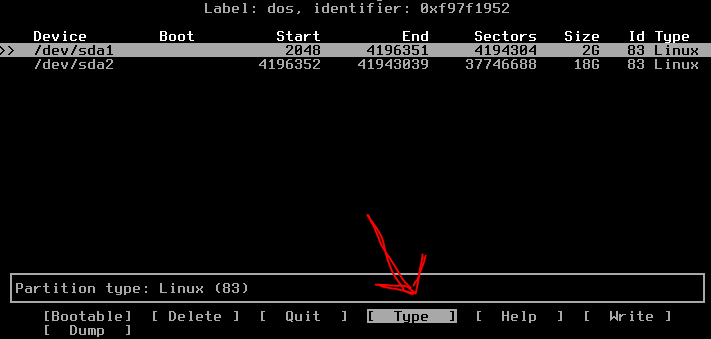 Label: dos, identifier: 0xf97f1952
Device Boot Start End Sectors Size Id Type
>> /dev/sda1 2048 4196351 4194304 2G 83 Linux
/dev/sda2 4196352 41943039 37746688 18G 83 Linux
Partition type: Linux (83)
[Bootable] [ Delete ] [ Quit ] [ Type ] [ Help ] [ Write ]
[ Dump ]